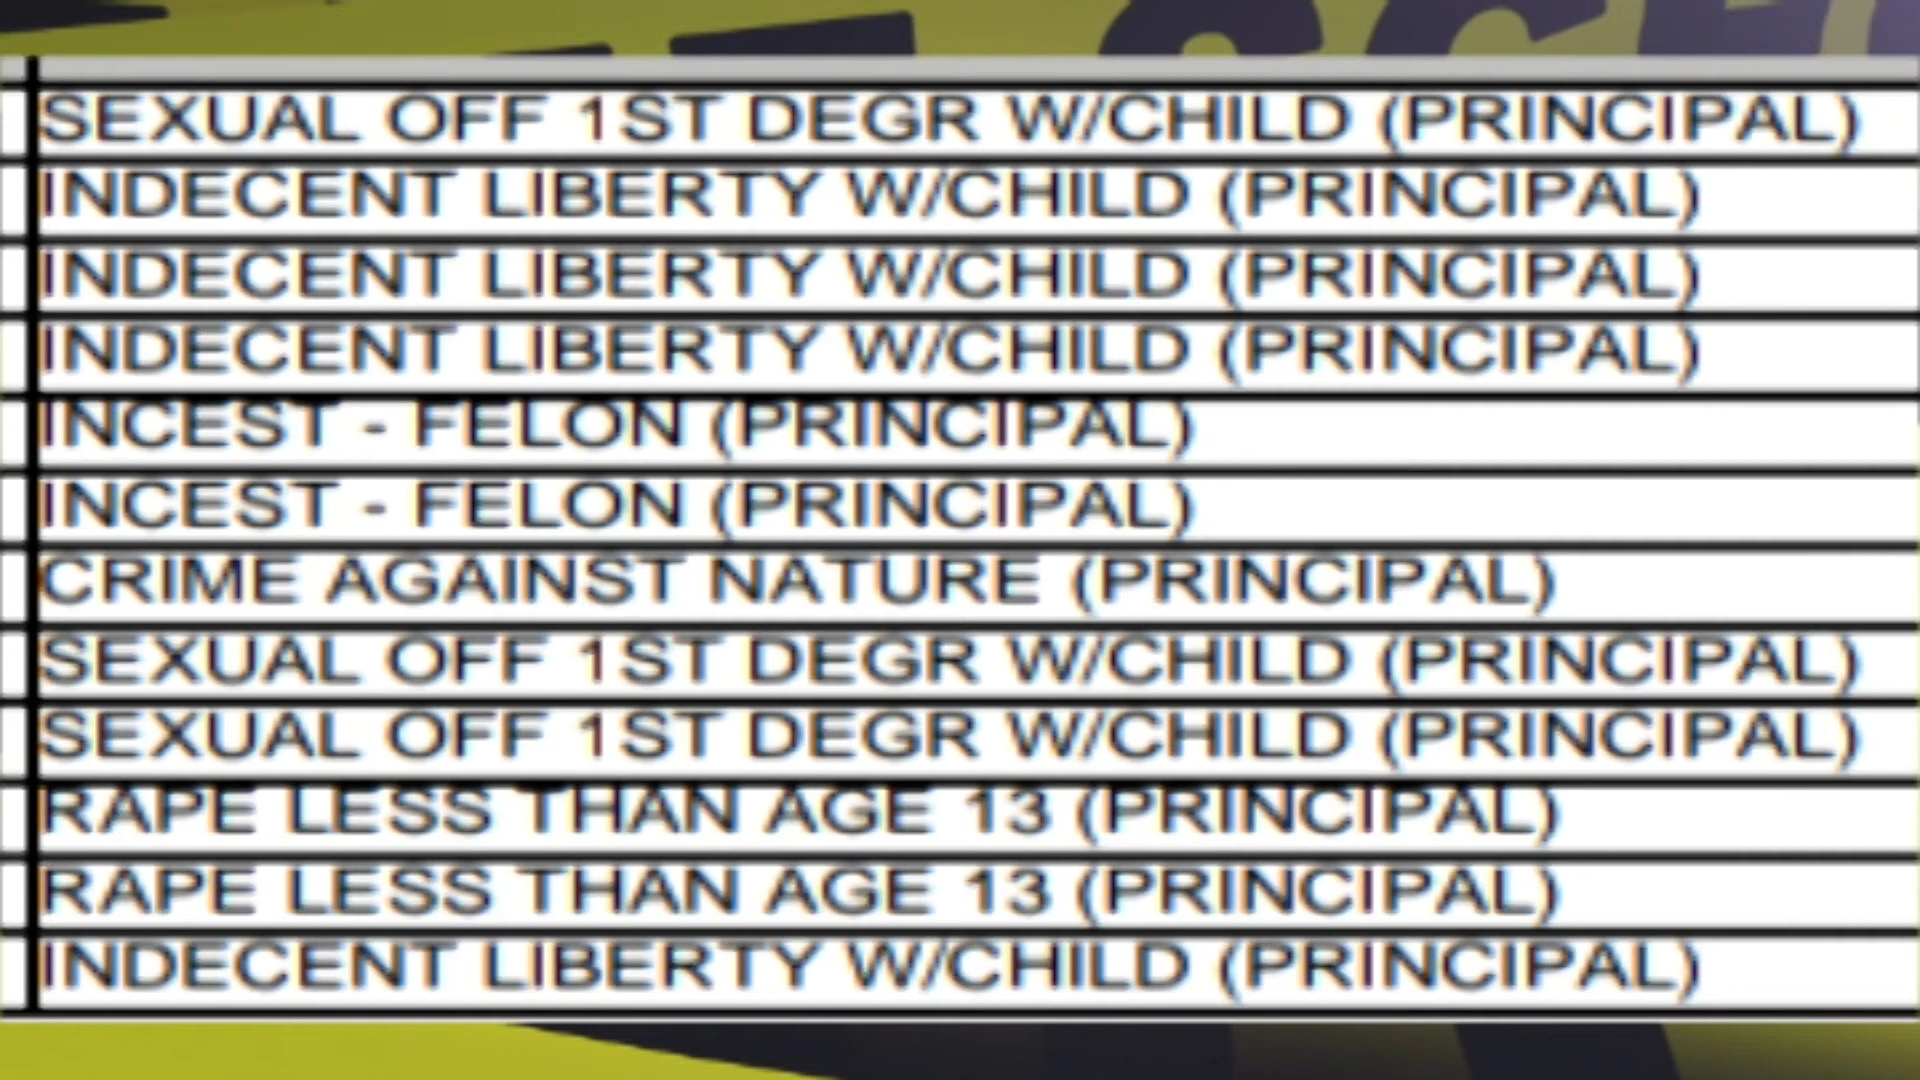 SEXUAL OFF 1ST DEGR W/CHILD (PRINCIPAL)
INDECENT LIBERTY W/CHILD (PRINCIPAL)
INDECENT LIBERTY W/CHILD (PRINCIPAL)
INDECENT LIBERTY W/CHILD (PRINCIPAL)
INCEST - FELON (PRINCIPAL)
INCEST - FELON (PRINCIPAL)
CRIME AGAINST NATURE (PRINCIPAL)
SEXUAL OFF 1ST DEGR W/CHILD (PRINCIPAL)
SEXUAL OFF 1ST DEGR W/CHILD (PRINCIPAL)
RAPE LESS THAN AGE 13 (PRINCIPAL)
RAPE LESS THAN AGE 13 (PRINCIPAL)
INDECENT LIBERTY W/CHILD (PRINCIPAL)